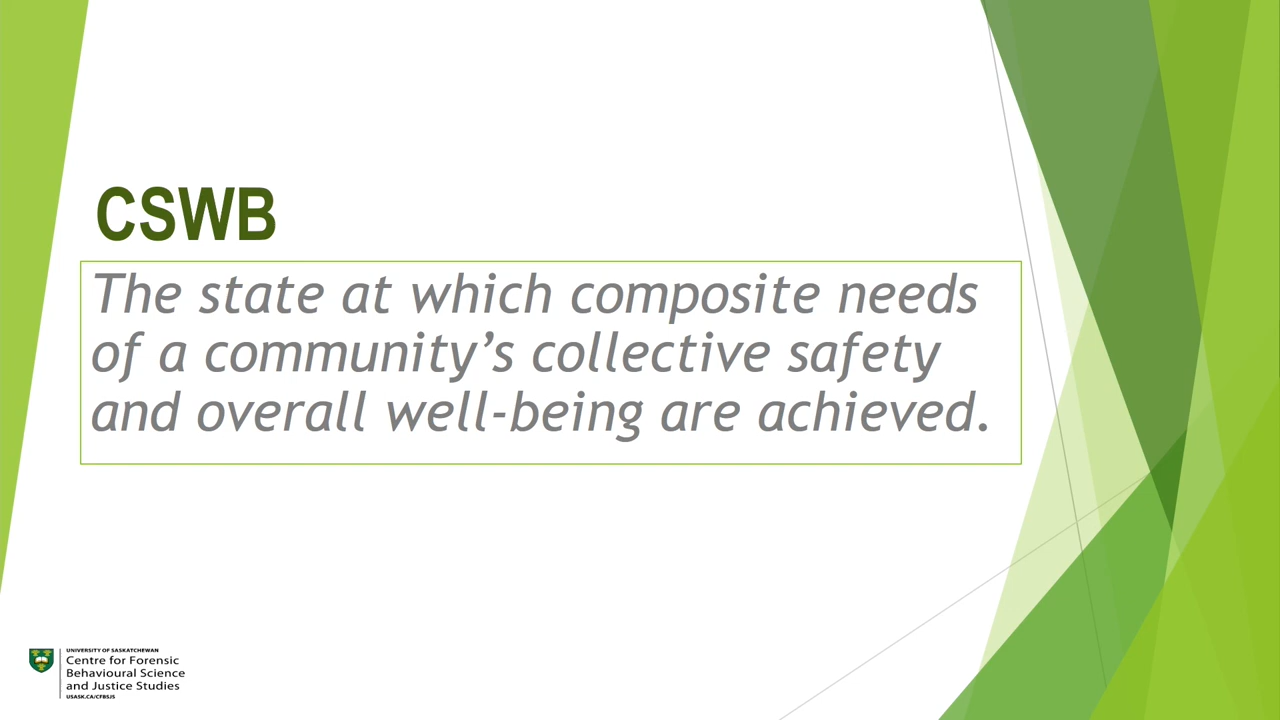 CSWB
The state at which composite needs
of a community’s collective safety
and overall well-being are achieved.
UNIVERSITY OF SASKATCHEWAN
Centre for Forensic
Behavioural Science
and Justice Studies
USASK.CA/CFBSJS